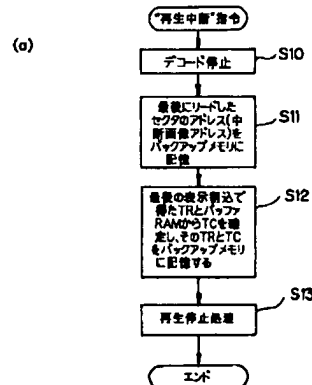 (a)
"再生中断"指令
デコード停止
S10
最後にリードした
セクタのアドレス(中
断画像アドレス)を
バックアップメモリに
記憶
S11
最後の表示割込で
得たTRとバッファ
RAMからTCを確
定し、そのTRとTC
をバックアップメモリ
に記憶する
S12
再生停止処理
S13
エンド